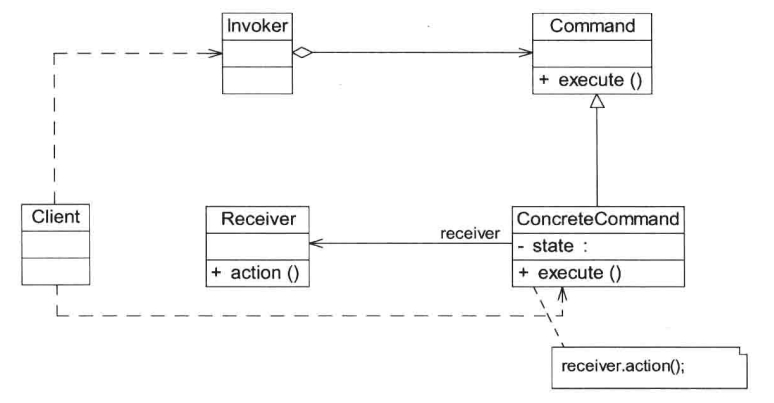 Invoker
Command
+ execute ()
Client
Receiver
+ action ()
receiver
ConcreteCommand
- state :
+ execute ()
receiver.action();